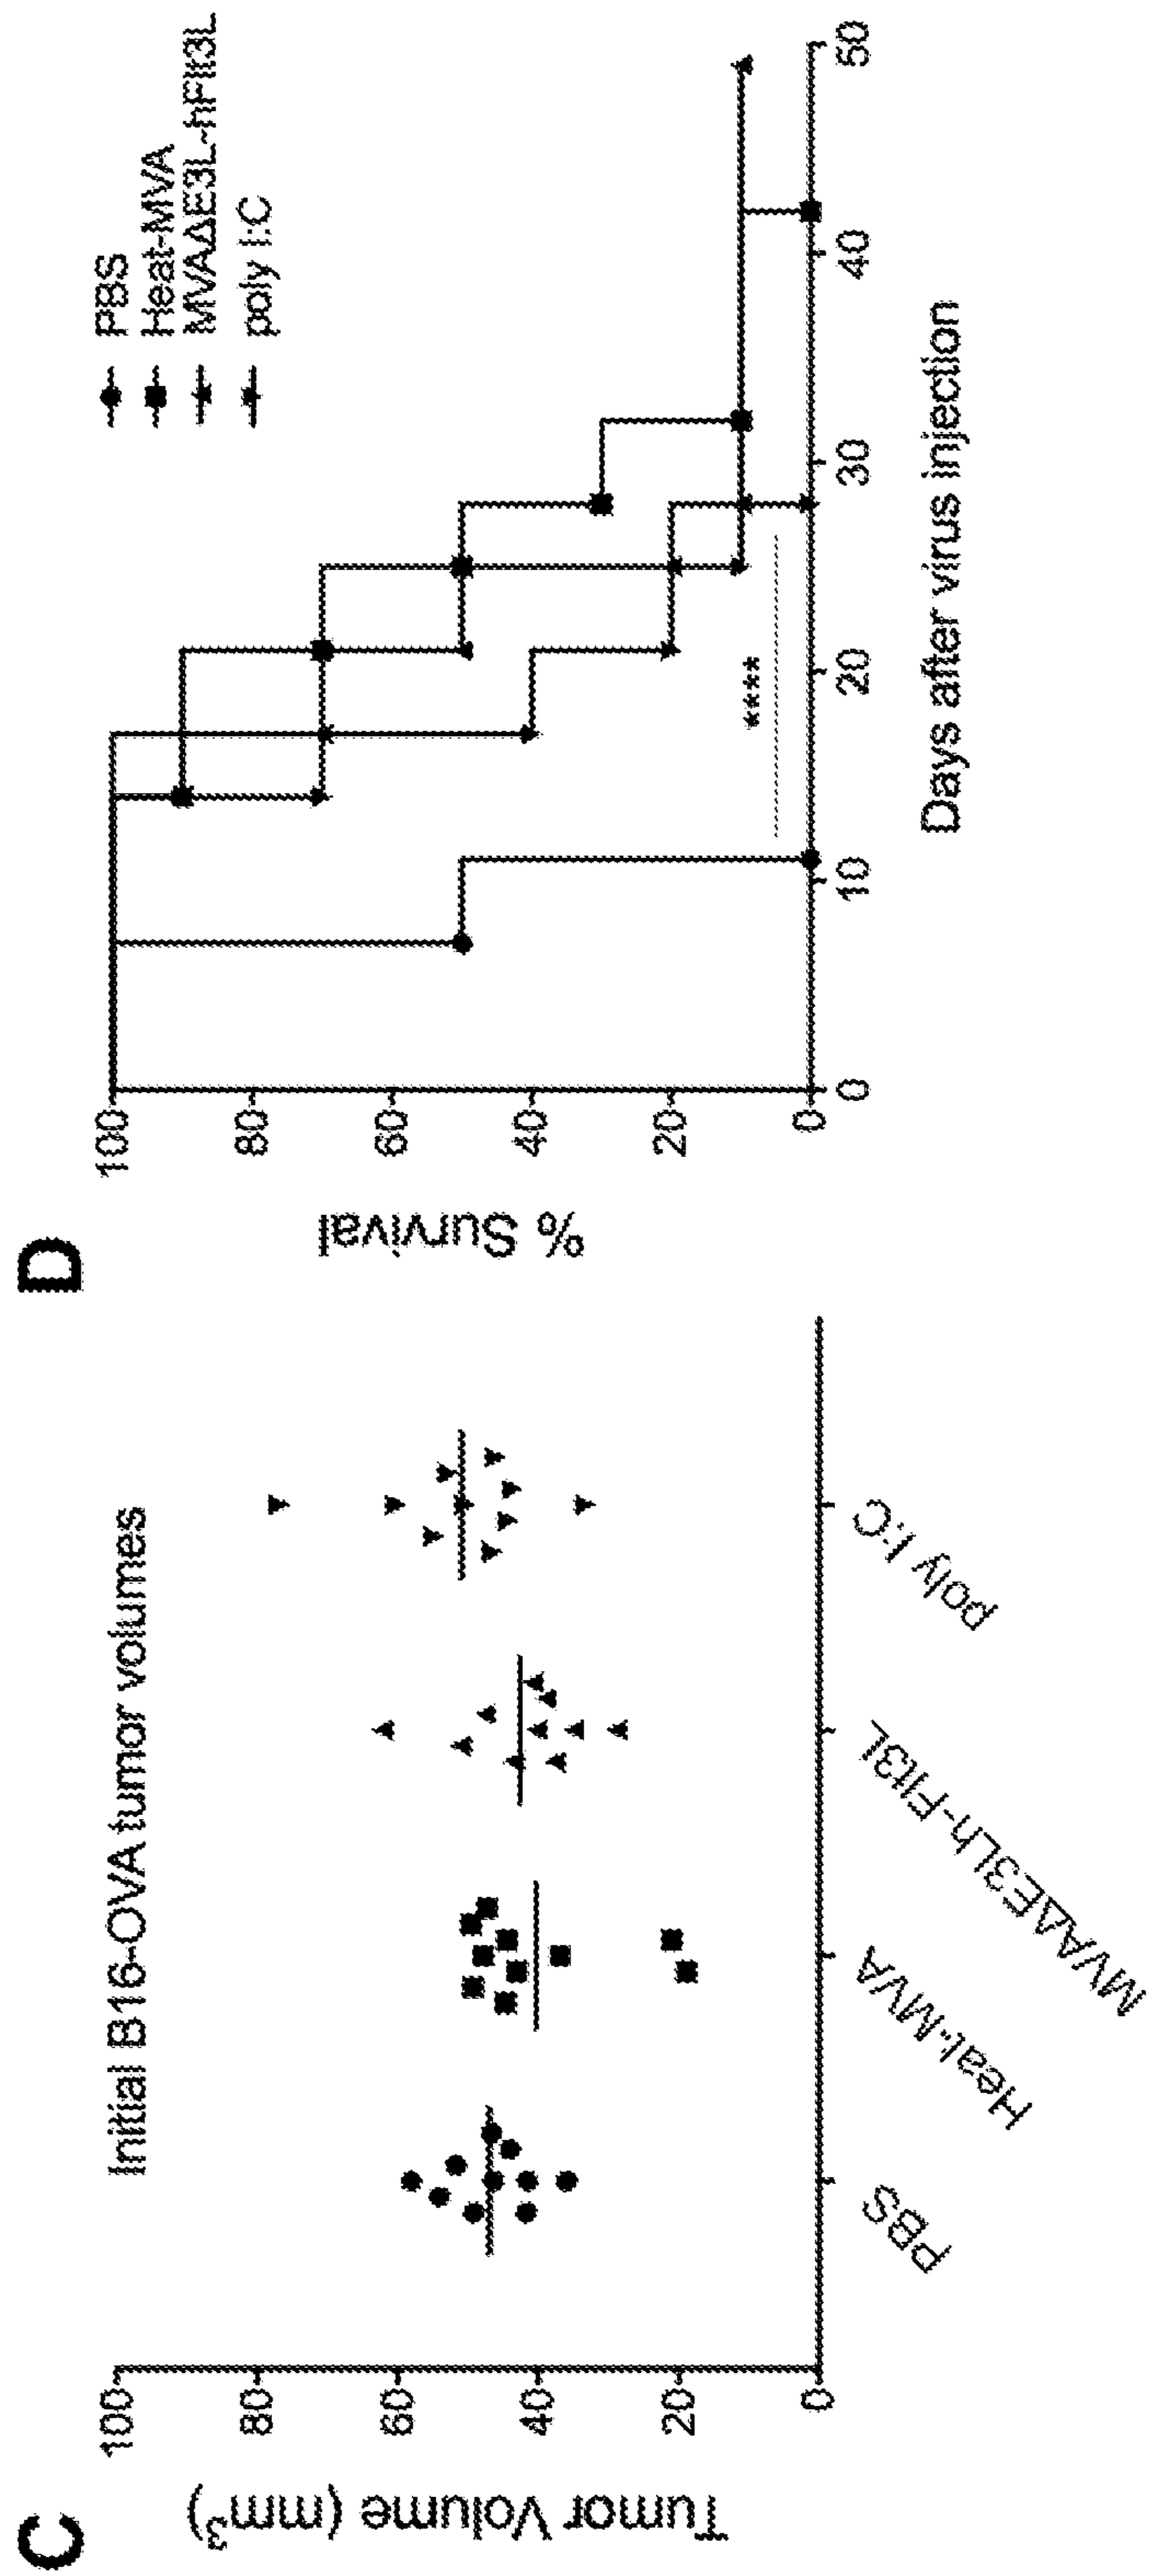 C
Initial B16-OVA tumor volumes
Tumor Volume (mm³)
100
80
60
40
20
0
PBS
Heat-MVA
MVAΔE3Lh-Flt3L
poly I:C
D
PBS
Heat-MVA
MVAΔE3L-hFlt3L
poly I:C
% Survival
100
80
60
40
20
0
****
0
10
20
30
40
50
Days after virus injection